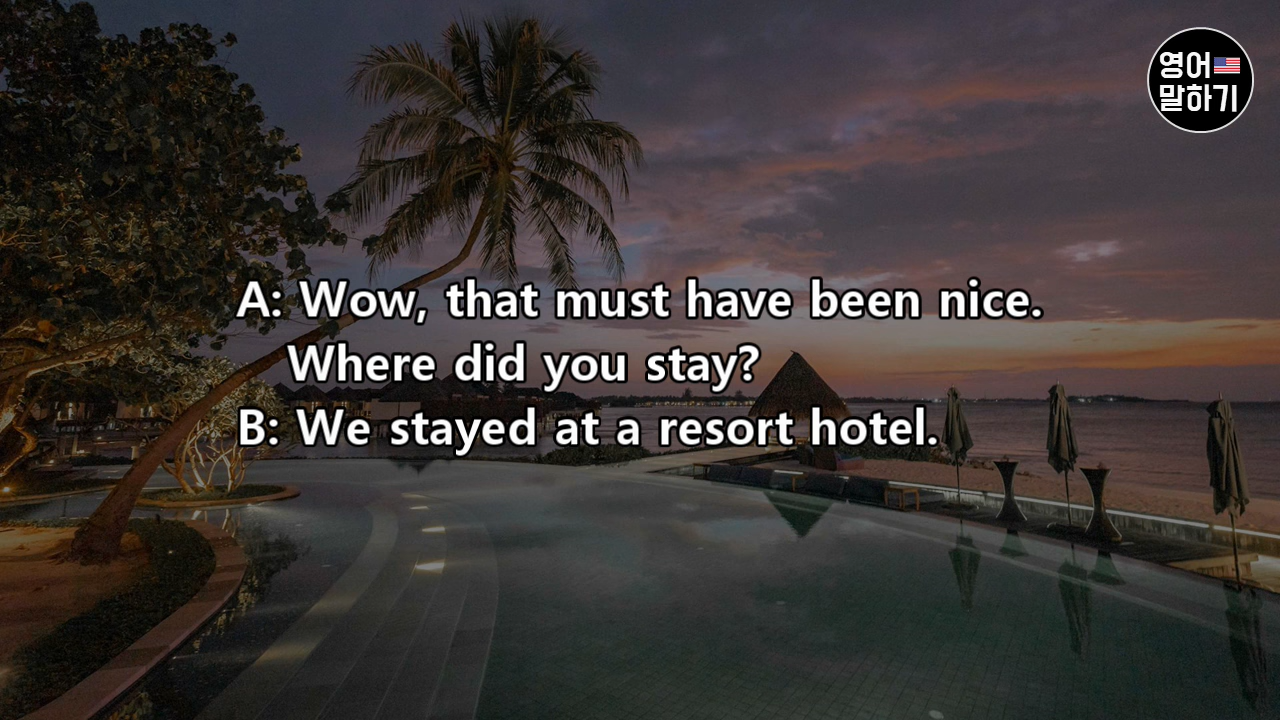 영어
말하기
A: Wow, that must have been nice.
Where did you stay?
B: We stayed at a resort hotel.